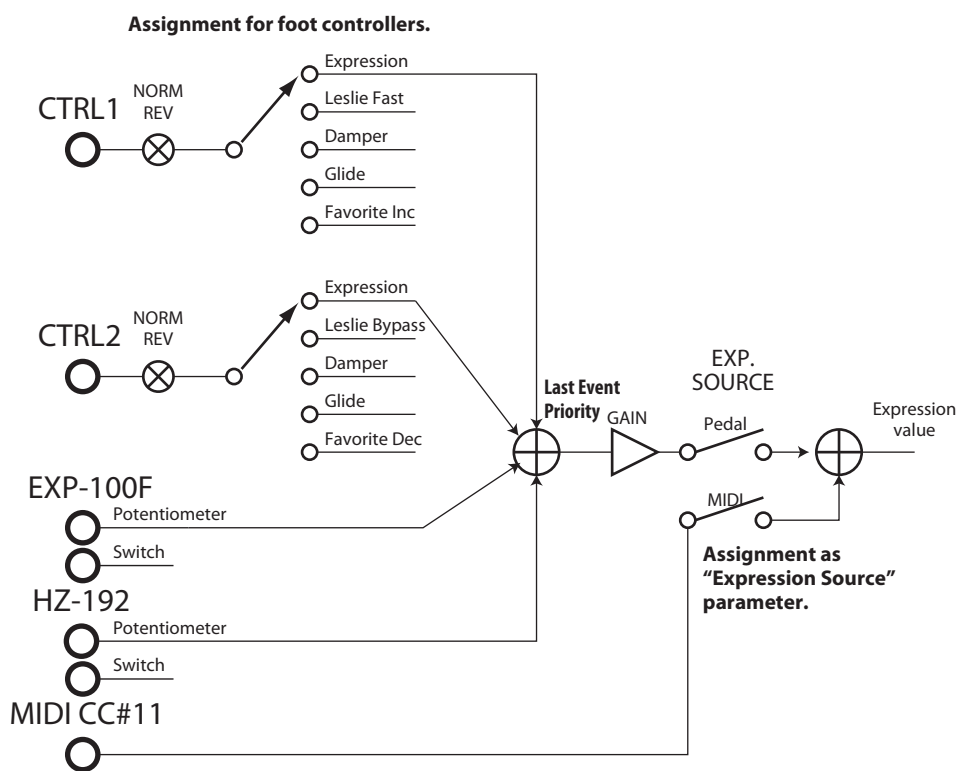 Assignment for foot controllers.
CTRL1
NORM
REV
Expression
Leslie Fast
Damper
Glide
Favorite Inc
CTRL2
NORM
REV
Expression
Leslie Bypass
Damper
Glide
Favorite Dec
Last Event
Priority
GAIN
EXP.
SOURCE
Pedal
Expression
value
MIDI
Assignment as
“Expression Source”
parameter.
EXP-100F
Potentiometer
Switch
HZ-192
Potentiometer
Switch
MIDI CC#11